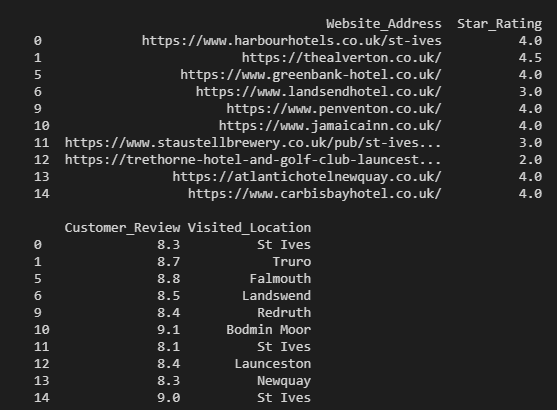 Website_Address Star_Rating
0 https://www.harbourhotels.co.uk/st-ives 4.0
1 https://thealverton.co.uk/ 4.5
5 https://www.greenbank-hotel.co.uk/ 4.0
6 https://www.landsendhotel.co.uk/ 3.0
9 https://www.penventon.co.uk/ 4.0
10 https://www.jamaicainn.co.uk/ 4.0
11 https://www.staustellbrewery.co.uk/pub/st-ives... 3.0
12 https://trethorne-hotel-and-golf-club-launcest... 2.0
13 https://atlantichotelnewquay.co.uk/ 4.0
14 https://www.carbisbayhotel.co.uk/ 4.0
Customer_Review Visited_Location
0 8.3 St Ives
1 8.7 Truro
5 8.8 Falmouth
6 8.5 Landswend
9 8.4 Redruth
10 9.1 Bodmin Moor
11 8.1 St Ives
12 8.4 Launceston
13 8.3 Newquay
14 9.0 St Ives